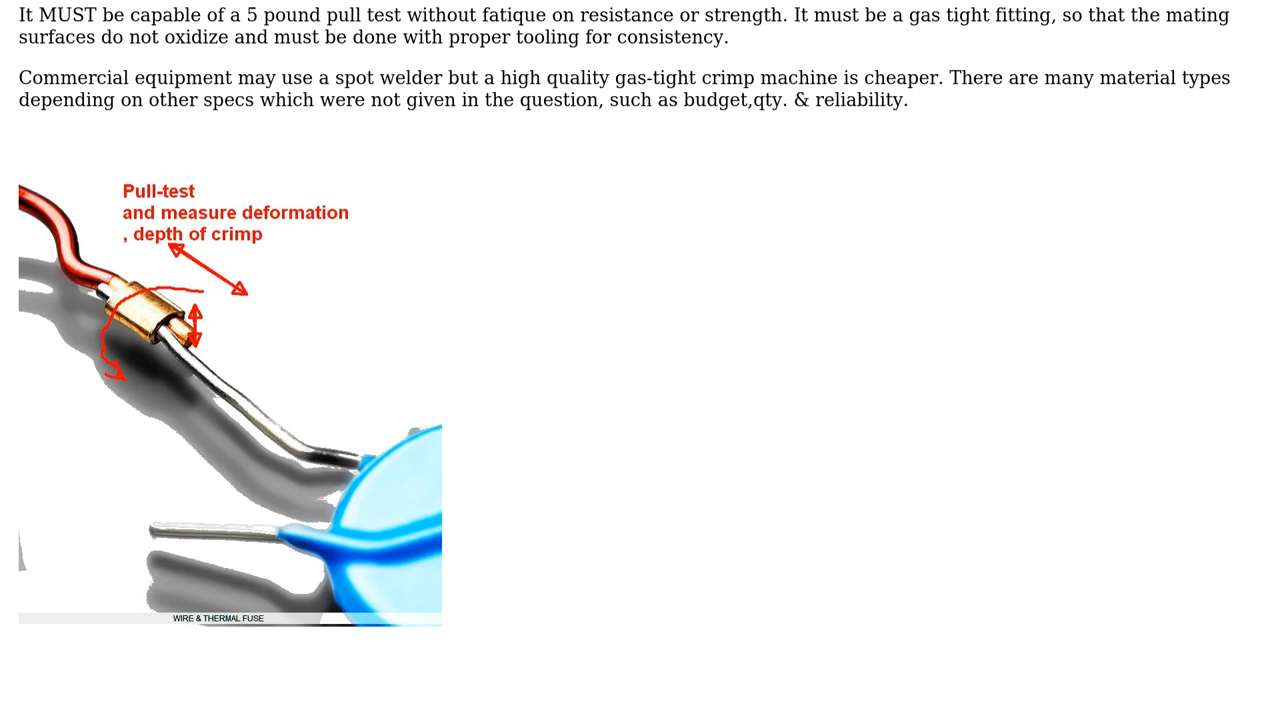 It MUST be capable of a 5 pound pull test without fatique on resistance or strength. It must be a gas tight fitting, so that the mating
surfaces do not oxidize and must be done with proper tooling for consistency.
Commercial equipment may use a spot welder but a high quality gas-tight crimp machine is cheaper. There are many material types
depending on other specs which were not given in the question, such as budget,qty. & reliability.
Pull-test
and measure deformation
, depth of crimp
WIRE & THERMAL FUSE